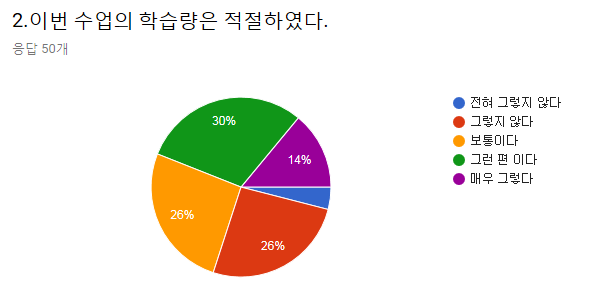 2.이번 수업의 학습량은 적절하였다.
응답 50개
30%
14%
26%
26%
전혀 그렇지 않다
그렇지 않다
보통이다
그런 편 이다
매우 그렇다